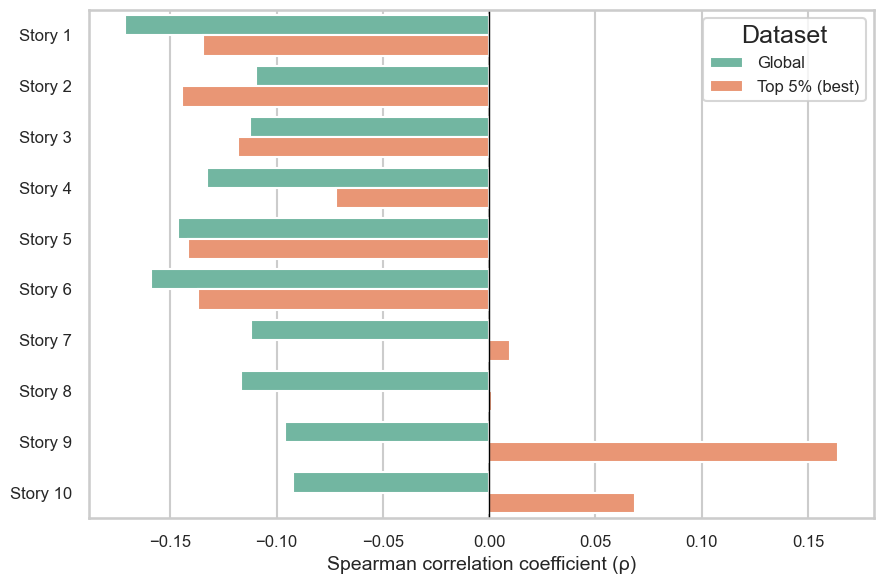 Dataset
Global
Top 5% (best)
Story 1
Story 2
Story 3
Story 4
Story 5
Story 6
Story 7
Story 8
Story 9
Story 10
−0.15
−0.10
−0.05
0.00
0.05
0.10
0.15
Spearman correlation coefficient (ρ)